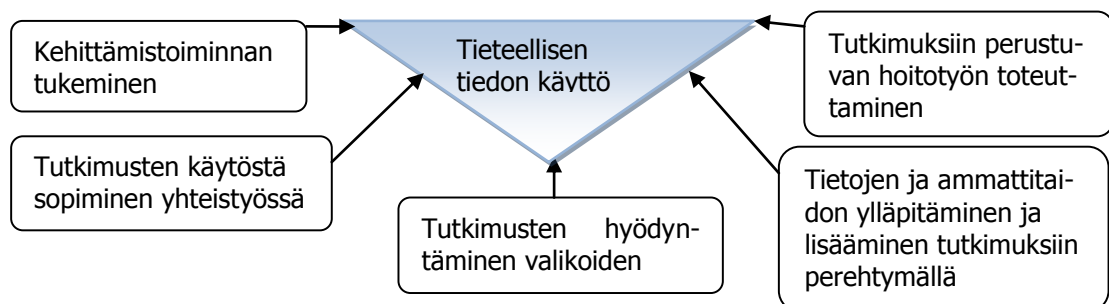 Kehittämistoiminnan
tukeminen
Tieteellisen
tiedon käyttö
Tutkimuksiin perustu-
van hoitotyön toteut-
taminen
Tutkimusten käytöstä
sopiminen yhteistyössä
Tutkimusten hyödyn-
täminen valikoiden
Tietojen ja ammattitai-
don ylläpitäminen ja
lisääminen tutkimuksiin
perehtymällä